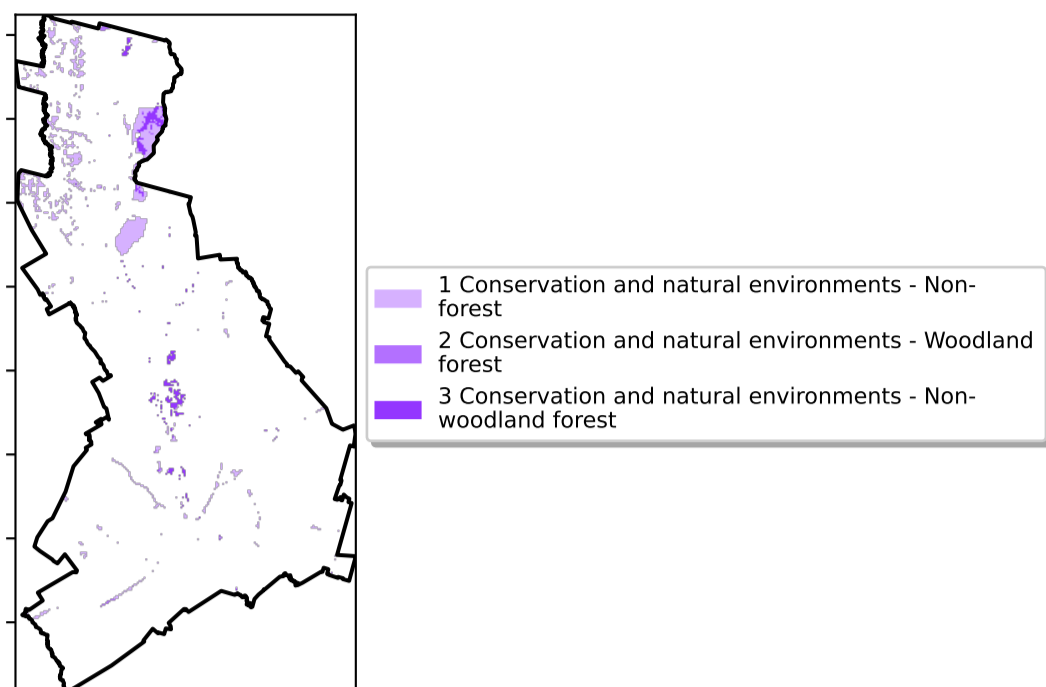 1 Conservation and natural environments - Non-
forest
2 Conservation and natural environments - Woodland
forest
3 Conservation and natural environments - Non-
woodland forest